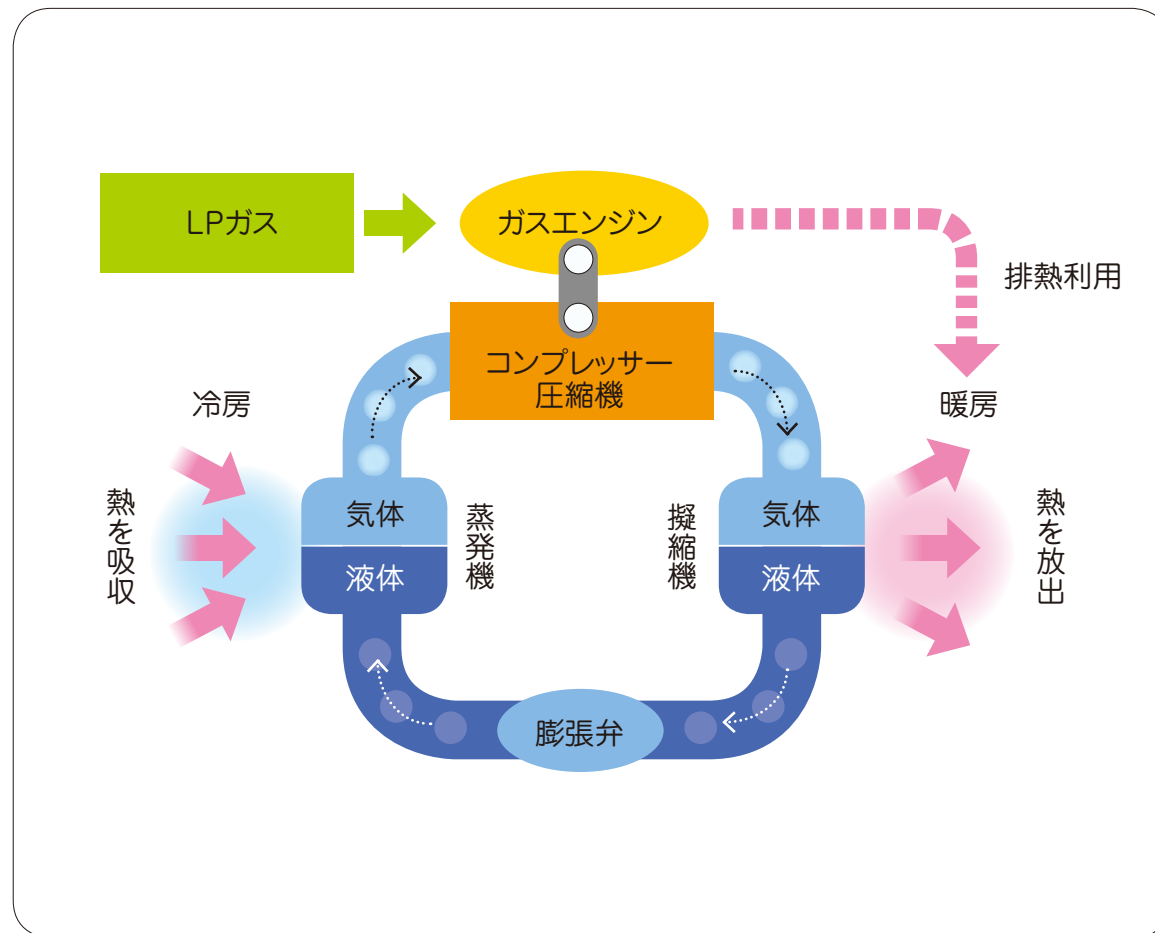 LPガス
ガスエンジン
排熱利用
コンプレッサー
圧縮機
冷房
暖房
熱を吸収
気体
液体
蒸発機
擬縮機
気体
液体
熱を放出
膨張弁